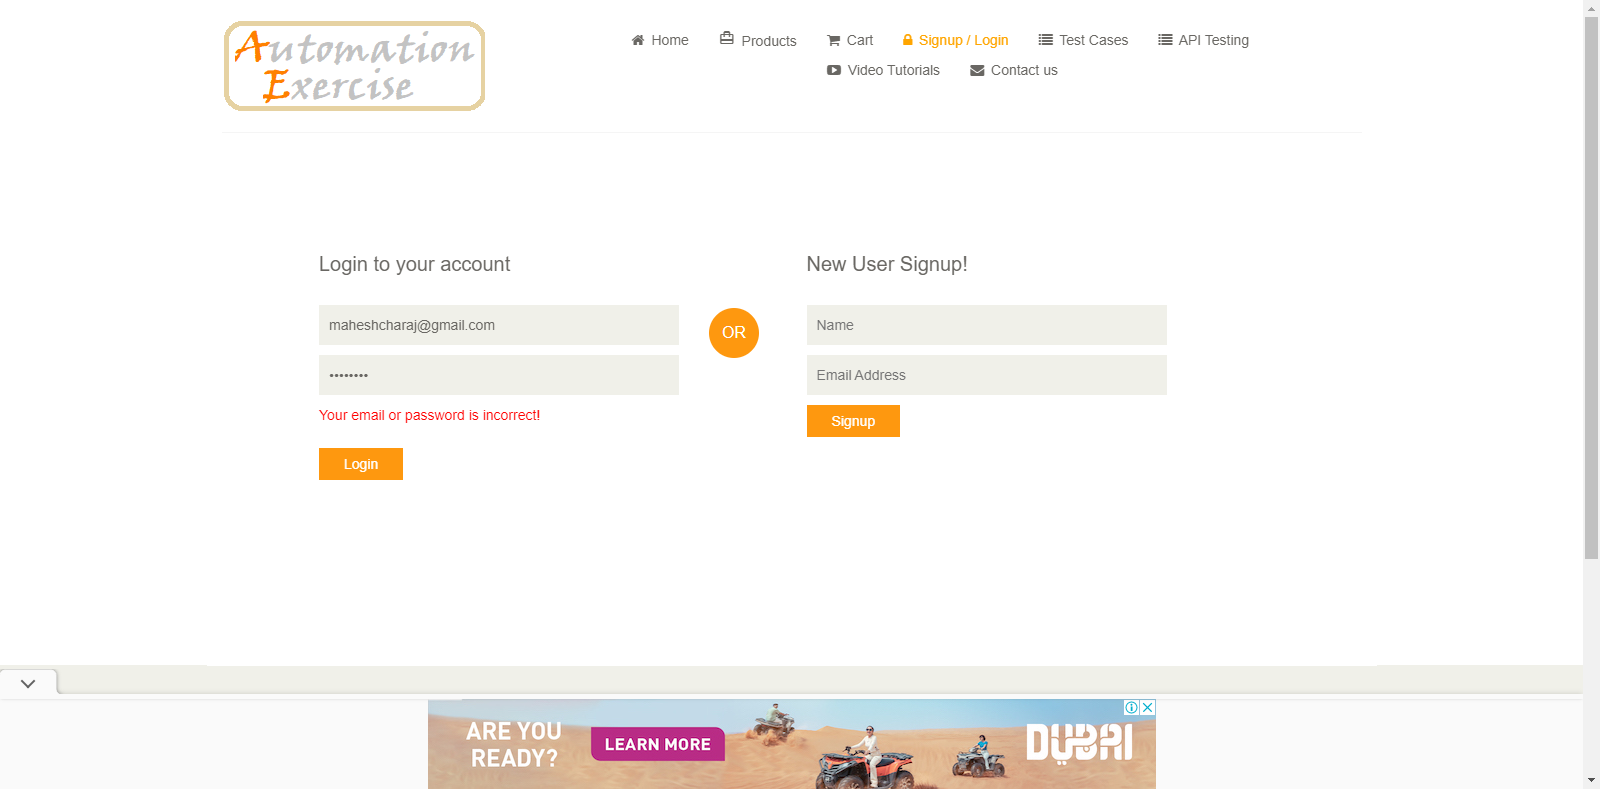 Automation
Exercise
Home
Products
Cart
Signup / Login
Test Cases
API Testing
Video Tutorials
Contact us
Login to your account
maheshcharaj@gmail.com
••••••••
Your email or password is incorrect!
Login
OR
New User Signup!
Name
Email Address
Signup
ARE YOU
READY?
LEARN MORE
DUBAI